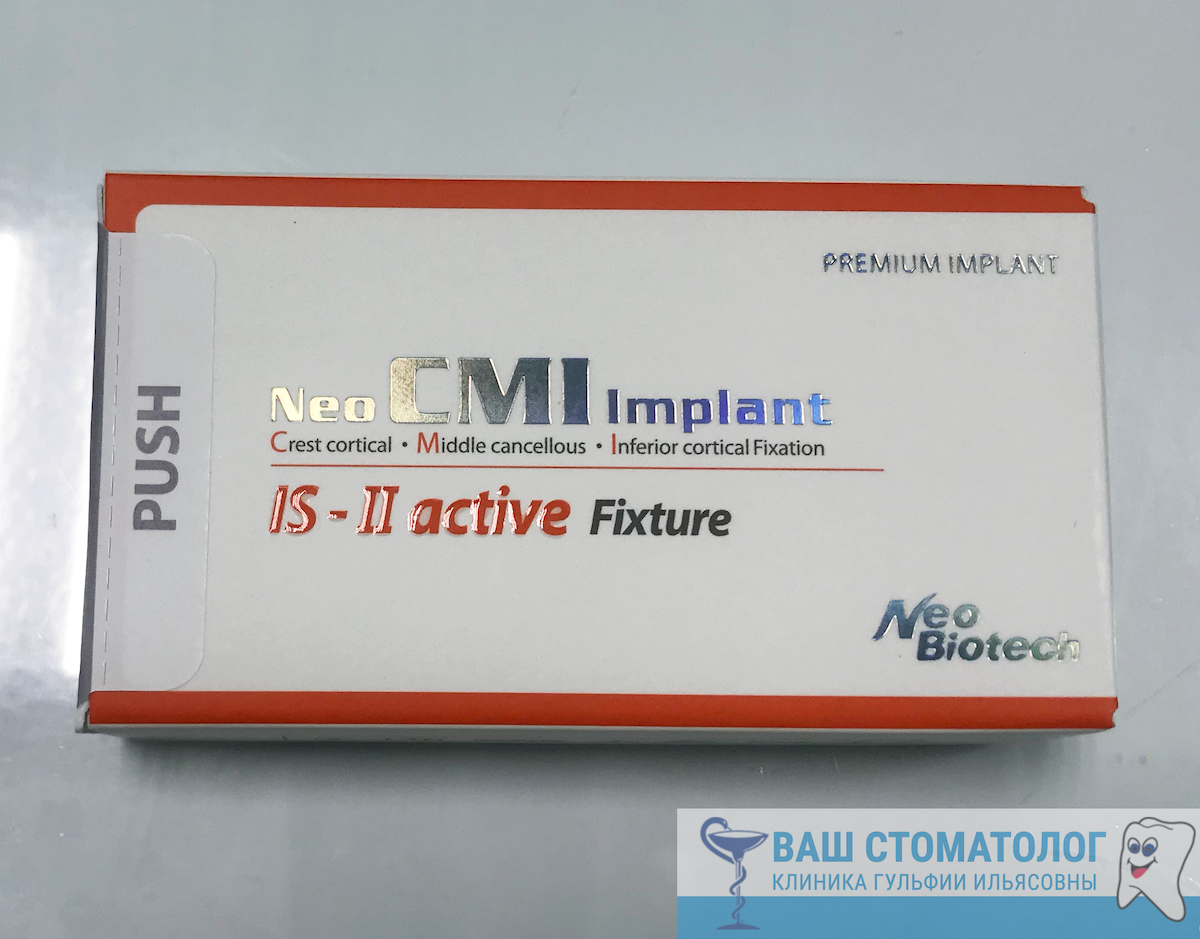 PREMIUM IMPLANT
PUSH
Neo CMI Implant
Crest cortical • Middle cancellous • Inferior cortical Fixation
IS - II active Fixture
Neo
Biotech
ВАШ СТОМАТОЛОГ
КЛИНИКА ГУЛЬФИИ ИЛЬЯСОВНЫ